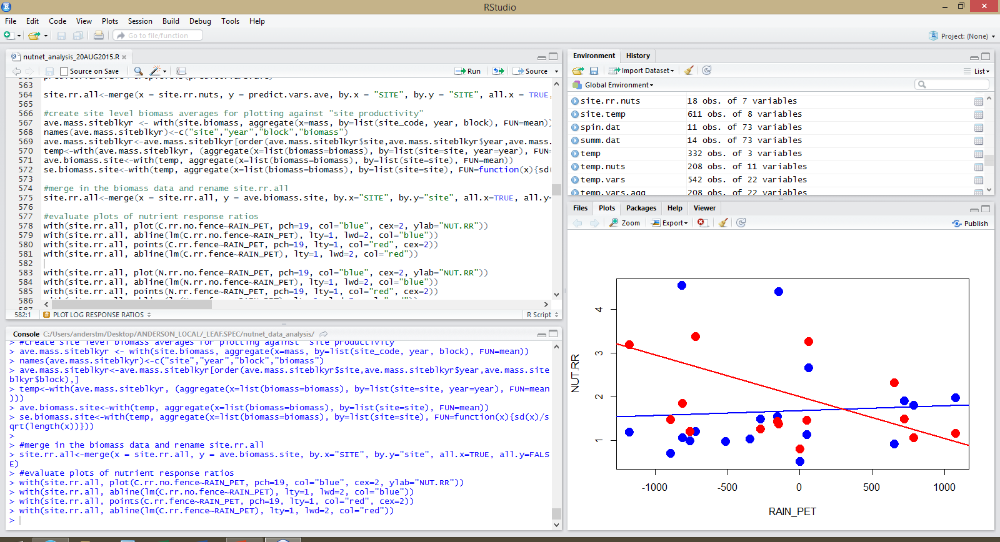 RStudio
File Edit Code View Plots Session Build Debug Tools Help
Go to file/function
Project: (None)
nutnet_analysis_20AUG2015.R
Source on Save Run Source
563
564 site.rr.all<-merge(x = site.rr.nuts, y = predict.vars.ave, by.x = "SITE", by.y = "SITE", all.x = TRUE,
565
566 #create site level biomass averages for plotting against "site productivity"
567 ave.mass.siteblkyr <- with(site.biomass, aggregate(x=mass, by=list(site_code, year, block), FUN=mean))
568 names(ave.mass.siteblkyr)<-c("site","year","block","biomass")
569 ave.mass.siteblkyr<-ave.mass.siteblkyr[order(ave.mass.siteblkyr$site,ave.mass.siteblkyr$year,ave.mass.
570 temp<-with(ave.mass.siteblkyr, (aggregate(x=list(biomass=biomass), by=list(site=site, year=year), FUN=
571 ave.biomass.site<-with(temp, aggregate(x=list(biomass=biomass), by=list(site=site), FUN=mean))
572 se.biomass.site<-with(temp, aggregate(x=list(biomass=biomass), by=list(site=site), FUN=function(x){sd(
573
574 #merge in the biomass data and rename site.rr.all
575 site.rr.all<-merge(x = site.rr.all, y = ave.biomass.site, by.x="SITE", by.y="site", all.x=TRUE, all.y=
576
577 #evaluate plots of nutrient response ratios
578 with(site.rr.all, plot(C.rr.no.fence~RAIN_PET, pch=19, col="blue", cex=2, ylab="NUT.RR"))
579 with(site.rr.all, abline(lm(C.rr.no.fence~RAIN_PET), lty=1, lwd=2, col="blue"))
580 with(site.rr.all, points(C.rr.fence~RAIN_PET, pch=19, lty=1, col="red", cex=2))
581 with(site.rr.all, abline(lm(C.rr.fence~RAIN_PET), lty=1, lwd=2, col="red"))
582
583 with(site.rr.all, plot(N.rr.no.fence~RAIN_PET, pch=19, col="blue", cex=2, ylab="NUT.RR"))
584 with(site.rr.all, abline(lm(N.rr.no.fence~RAIN_PET), lty=1, lwd=2, col="blue"))
585 with(site.rr.all, points(N.rr.fence~RAIN_PET, pch=19, lty=1, col="red", cex=2))
586
582:1 PLOT LOG RESPONSE RATIOS R Script
Console C:/Users/anderstm/Desktop/ANDERSON_LOCAL/_LEAF.SPEC/nutnet_data_analysis/
> #create site level biomass averages for plotting against "site productivity"
> ave.mass.siteblkyr <- with(site.biomass, aggregate(x=mass, by=list(site_code, year, block), FUN=mean))
> names(ave.mass.siteblkyr)<-c("site","year","block","biomass")
> ave.mass.siteblkyr<-ave.mass.siteblkyr[order(ave.mass.siteblkyr$site,ave.mass.siteblkyr$year,ave.mass.site
blkyr$block),]
> temp<-with(ave.mass.siteblkyr, (aggregate(x=list(biomass=biomass), by=list(site=site, year=year), FUN=mean
)))
> ave.biomass.site<-with(temp, aggregate(x=list(biomass=biomass), by=list(site=site), FUN=mean))
> se.biomass.site<-with(temp, aggregate(x=list(biomass=biomass), by=list(site=site), FUN=function(x){sd(x)/s
qrt(length(x))}))
>
> #merge in the biomass data and rename site.rr.all
> site.rr.all<-merge(x = site.rr.all, y = ave.biomass.site, by.x="SITE", by.y="site", all.x=TRUE, all.y=FALS
E)
> #evaluate plots of nutrient response ratios
> with(site.rr.all, plot(C.rr.no.fence~RAIN_PET, pch=19, col="blue", cex=2, ylab="NUT.RR"))
> with(site.rr.all, abline(lm(C.rr.no.fence~RAIN_PET), lty=1, lwd=2, col="blue"))
> with(site.rr.all, points(C.rr.fence~RAIN_PET, pch=19, lty=1, col="red", cex=2))
> with(site.rr.all, abline(lm(C.rr.fence~RAIN_PET), lty=1, lwd=2, col="red"))
>
Environment History
Import Dataset List
Global Environment
site.rr.nuts 18 obs. of 7 variables
site.temp 611 obs. of 8 variables
spin.dat 11 obs. of 73 variables
summ.dat 14 obs. of 73 variables
temp 332 obs. of 3 variables
temp.nuts 208 obs. of 11 variables
temp.vars 542 obs. of 22 variables
temp.vars.agg 208 obs. of 22 variables
Files Plots Packages Help Viewer
Zoom Export Publish
NUT.RR
4
3
2
1
-1000 -500 0 500 1000
RAIN_PET